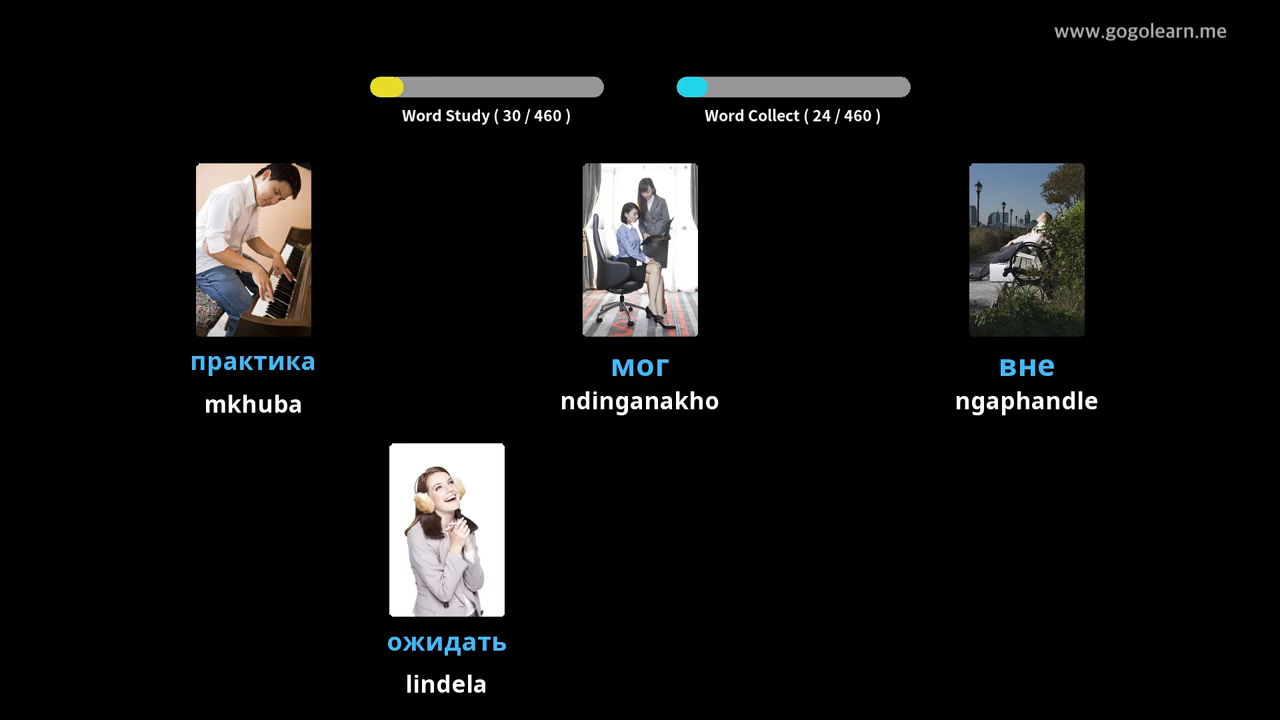 www.gogolearn.me
Word Study ( 30 / 460 )
Word Collect ( 24 / 460 )
практика
mkhuba
мог
ndinganakho
вне
ngaphandle
ожидать
lindela